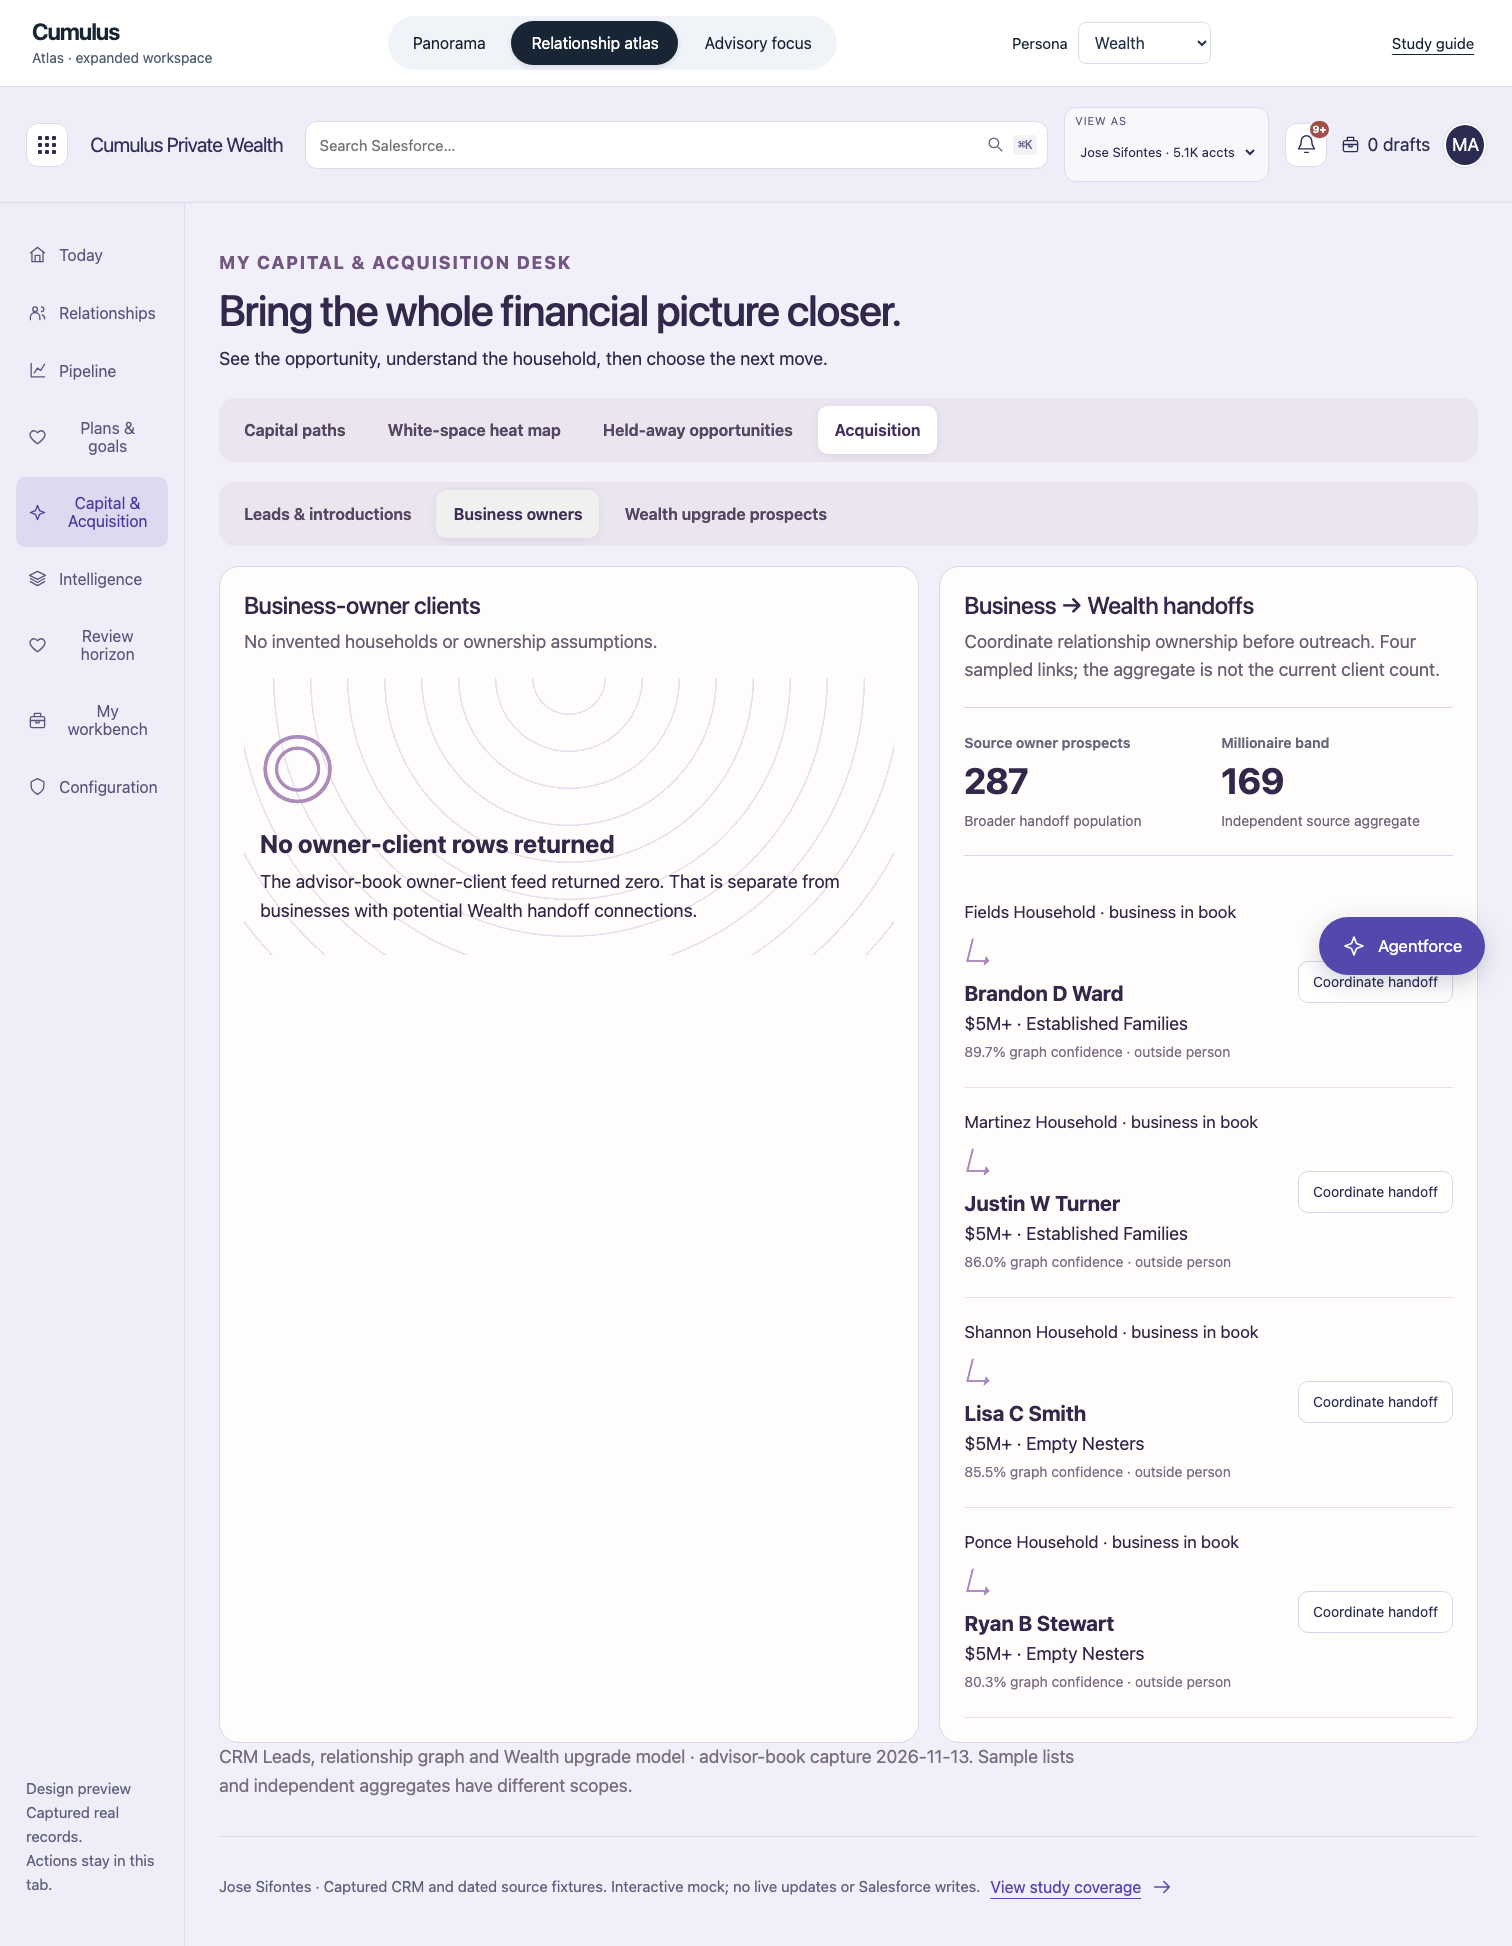 Cumulus
Atlas · expanded workspace
Panorama
Relationship atlas
Advisory focus
Persona
Wealth
Study guide
Cumulus Private Wealth
Search Salesforce...
⌘K
VIEW AS
Jose Sifontes · 5.1K accts
9+
0 drafts
MA
Today
Relationships
Pipeline
Plans &
goals
Capital &
Acquisition
Intelligence
Review
horizon
My
workbench
Configuration
Design preview
Captured real
records.
Actions stay in this
tab.
MY CAPITAL & ACQUISITION DESK
Bring the whole financial picture closer.
See the opportunity, understand the household, then choose the next move.
Capital paths
White-space heat map
Held-away opportunities
Acquisition
Leads & introductions
Business owners
Wealth upgrade prospects
Business-owner clients
No invented households or ownership assumptions.
No owner-client rows returned
The advisor-book owner-client feed returned zero. That is separate from
businesses with potential Wealth handoff connections.
Business → Wealth handoffs
Coordinate relationship ownership before outreach. Four
sampled links; the aggregate is not the current client count.
Source owner prospects
287
Broader handoff population
Millionaire band
169
Independent source aggregate
Fields Household · business in book
Brandon D Ward
$5M+ · Established Families
89.7% graph confidence · outside person
Agentforce
Coordinate handoff
Martinez Household · business in book
Justin W Turner
$5M+ · Established Families
86.0% graph confidence · outside person
Coordinate handoff
Shannon Household · business in book
Lisa C Smith
$5M+ · Empty Nesters
85.5% graph confidence · outside person
Coordinate handoff
Ponce Household · business in book
Ryan B Stewart
$5M+ · Empty Nesters
80.3% graph confidence · outside person
Coordinate handoff
CRM Leads, relationship graph and Wealth upgrade model · advisor-book capture 2026-11-13. Sample lists
and independent aggregates have different scopes.
Jose Sifontes · Captured CRM and dated source fixtures. Interactive mock; no live updates or Salesforce writes.
View study coverage →